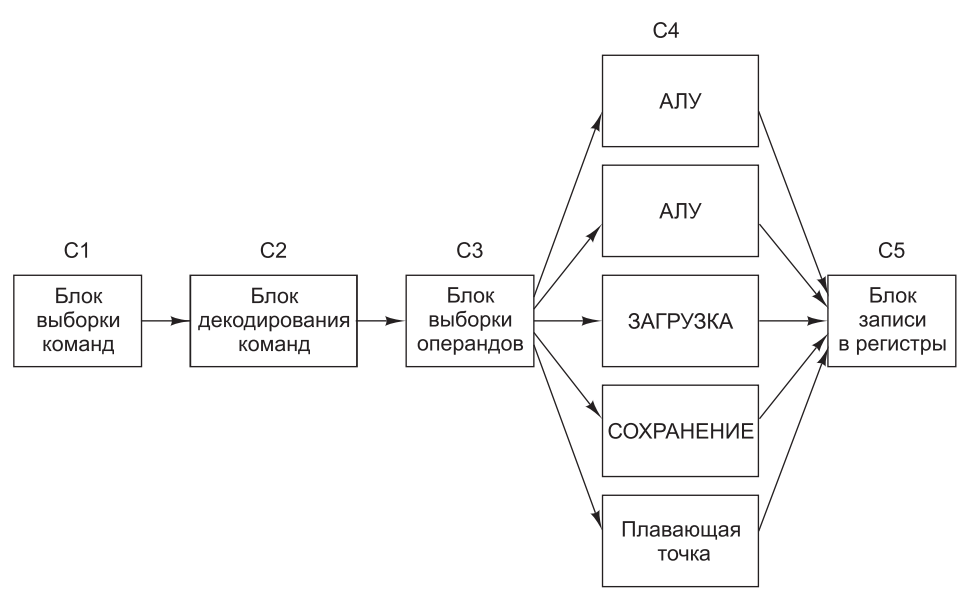 С4
АЛУ
АЛУ
С1
С2
С3
С5
Блок
выборки
команд
Блок
декодирования
команд
Блок
выборки
операндов
ЗАГРУЗКА
Блок
записи
в регистры
СОХРАНЕНИЕ
Плавающая
точка